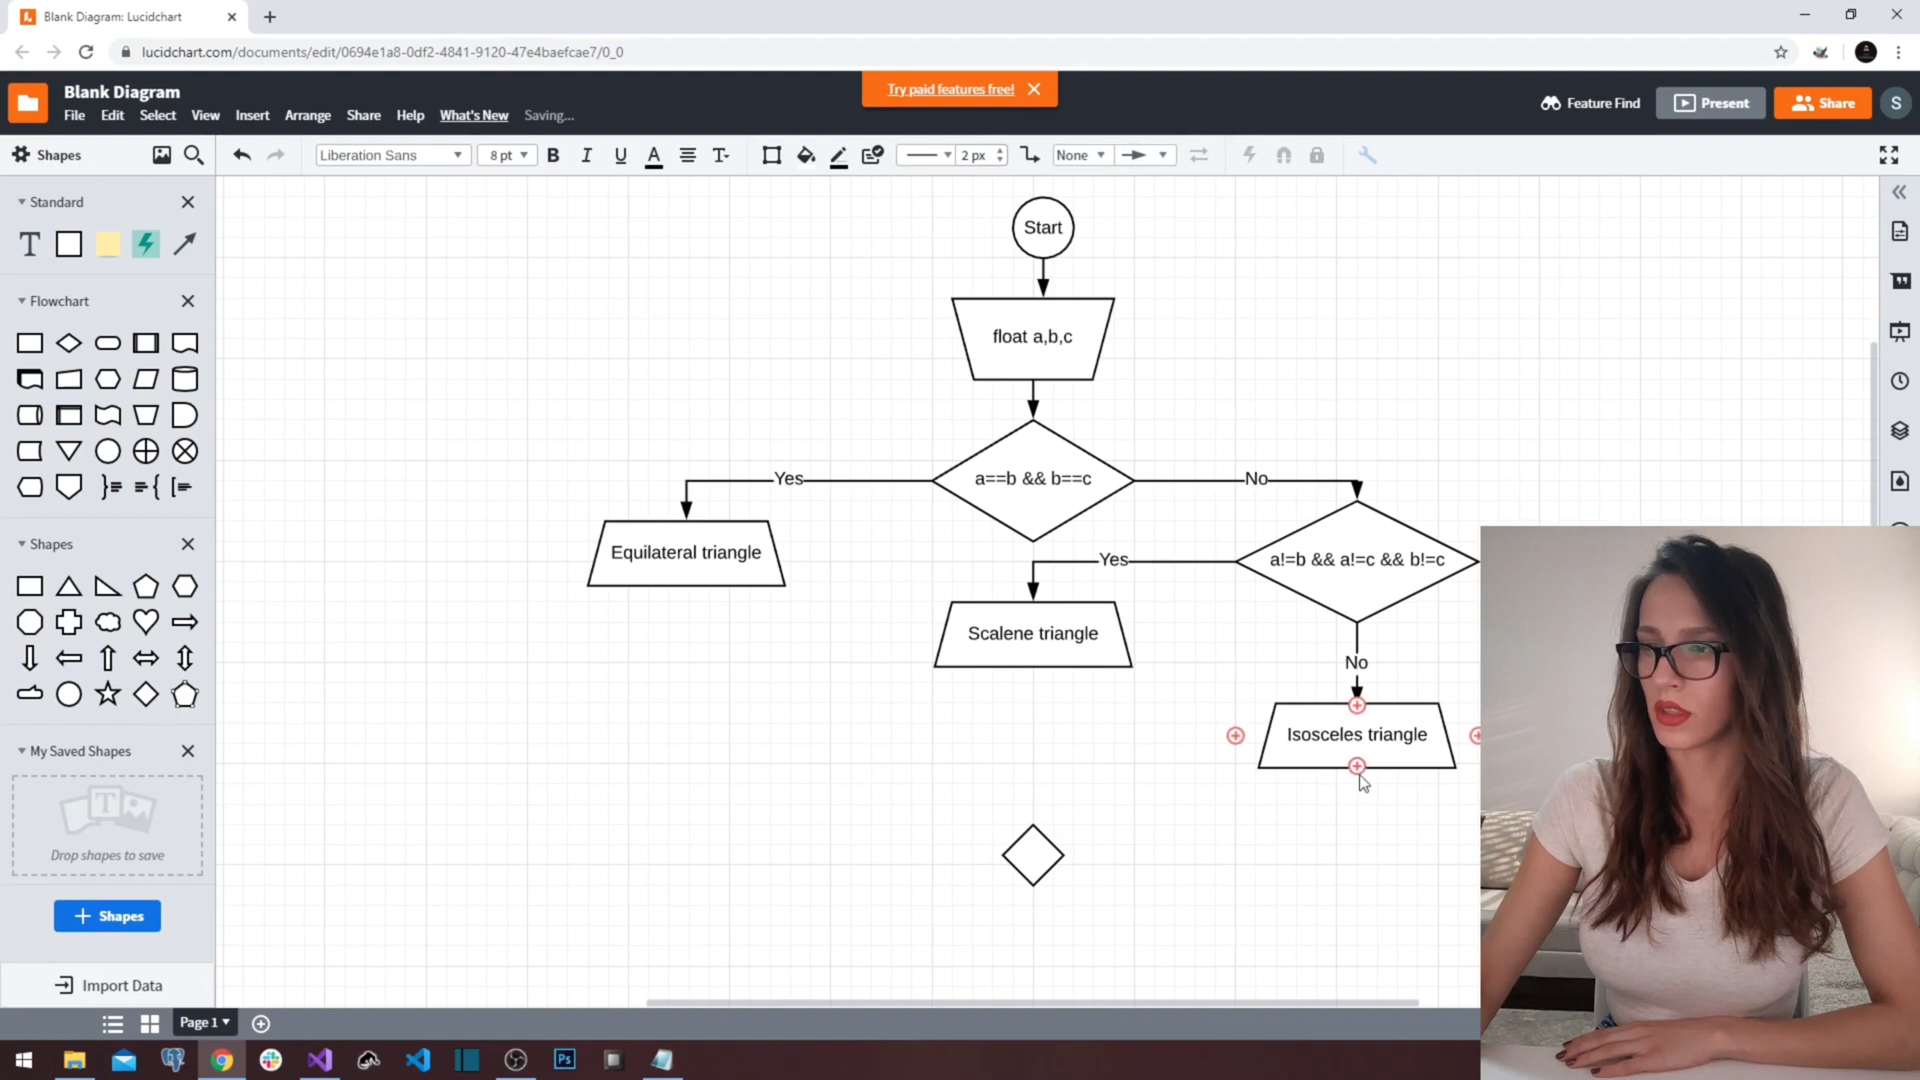 Blank Diagram: Lucidchart
lucidchart.com/documents/edit/0694e1a8-0df2-4841-9120-47e4baefcae7/0_0
Blank Diagram
Try paid features free!
Feature Find
Present
Share
S
File Edit Select View Insert Arrange Share Help What's New Saving...
Shapes
Liberation Sans
8 pt
B I U A T
2 px
None
Standard
T
Flowchart
Shapes
My Saved Shapes
T
Drop shapes to save
+ Shapes
Import Data
Page 1
Start
float a,b,c
a==b && b==c
Yes
No
Equilateral triangle
a!=b && a!=c && b!=c
Yes
Scalene triangle
No
Isosceles triangle
Ps